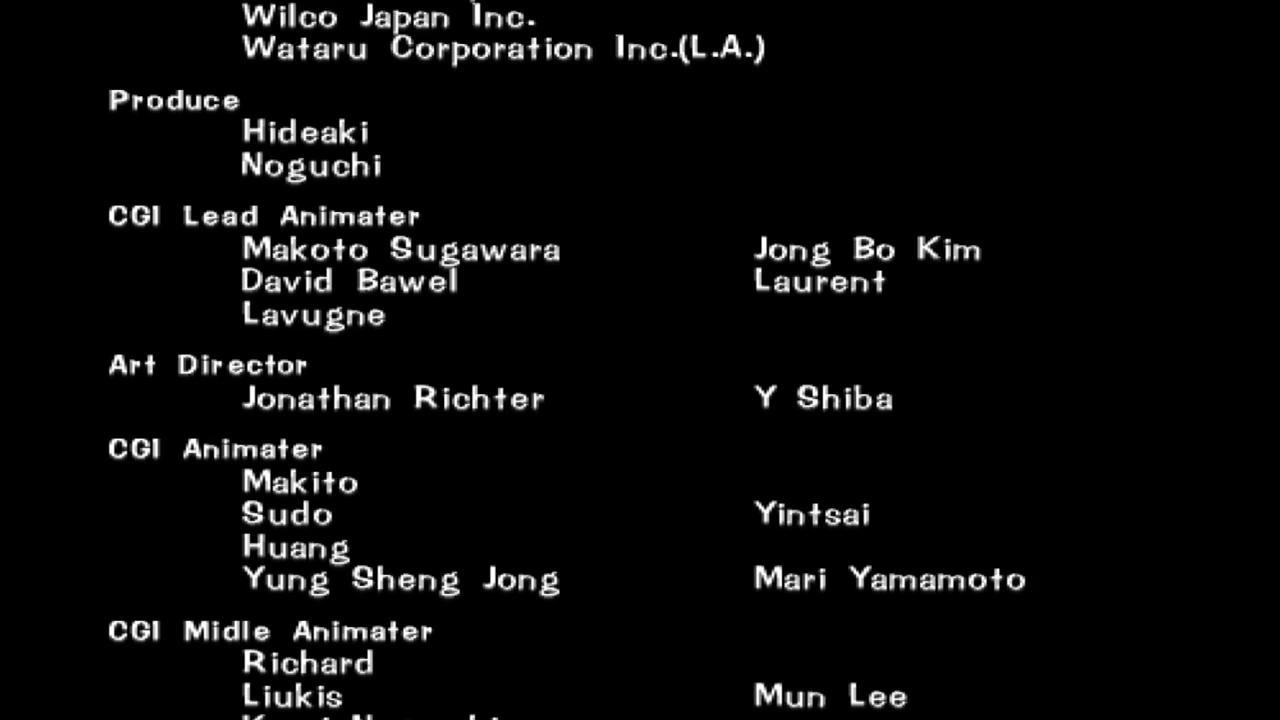 Wilco Japan Inc.
Wataru Corporation Inc.(L.A.)
Produce
Hideaki
Noguchi
CGI Lead Animater
Makoto Sugawara Jong Bo Kim
David Bawel Laurent
Lavugne
Art Director
Jonathan Richter Y Shiba
CGI Animater
Makito
Sudo Yintsai
Huang
Yung Sheng Jong Mari Yamamoto
CGI Midle Animater
Richard
Liukis Mun Lee